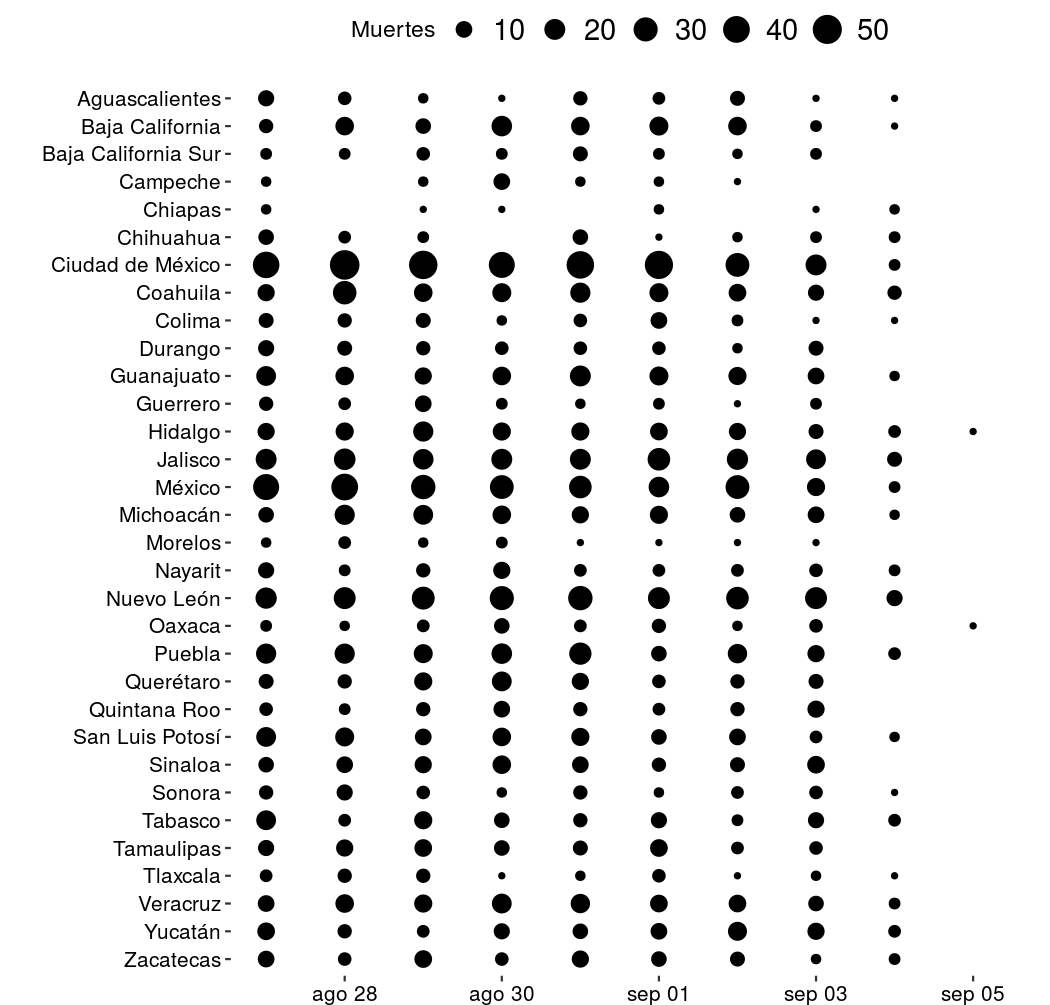 Muertes 10 20 30 40 50
Aguascalientes
Baja California
Baja California Sur
Campeche
Chiapas
Chihuahua
Ciudad de México
Coahuila
Colima
Durango
Guanajuato
Guerrero
Hidalgo
Jalisco
México
Michoacán
Morelos
Nayarit
Nuevo León
Oaxaca
Puebla
Querétaro
Quintana Roo
San Luis Potosí
Sinaloa
Sonora
Tabasco
Tamaulipas
Tlaxcala
Veracruz
Yucatán
Zacatecas
ago 28 ago 30 sep 01 sep 03 sep 05